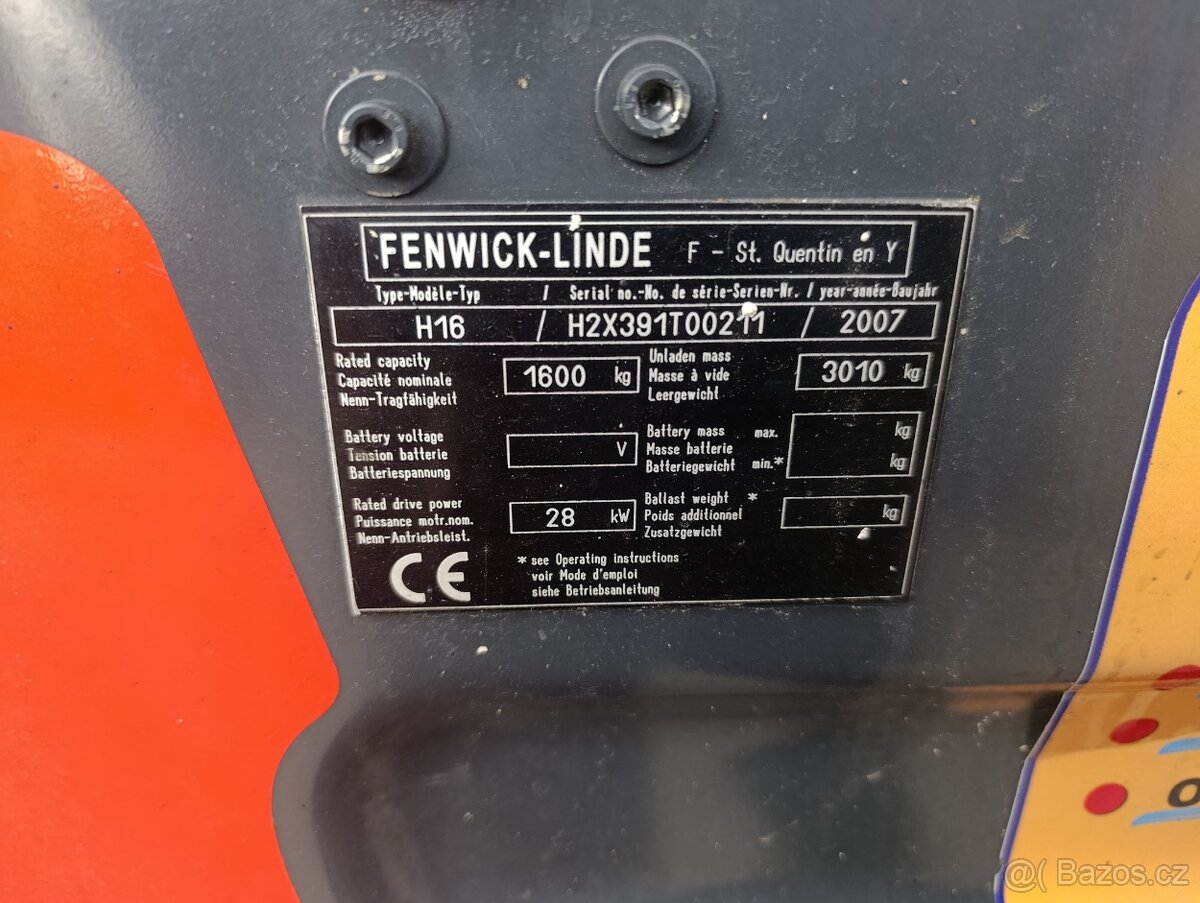 FENWICK-LINDE F - St. Quentin en Y
Type-Modèle-Typ / Serial no.-No. de série-Serien-Nr. / year-année-Baujahr
H16 / H2X391T00211 / 2007
Rated capacity
Capacité nominale
Nenn-Tragfähigkeit
1600 kg
Unladen mass
Masse à vide
Leergewicht
3010 kg
Battery voltage
Tension batterie
Batteriespannung
V
Battery mass max. kg
Masse batterie
Batteriegewicht min.* kg
Rated drive power
Puissance motr.nom.
Nenn-Antriebsleist.
28 kW
Ballast weight *
Poids additionnel
Zusatzgewicht
kg
CE
* see Operating instructions
voir Mode d'emploi
siehe Betriebsanleitung
@( Bazos.cz